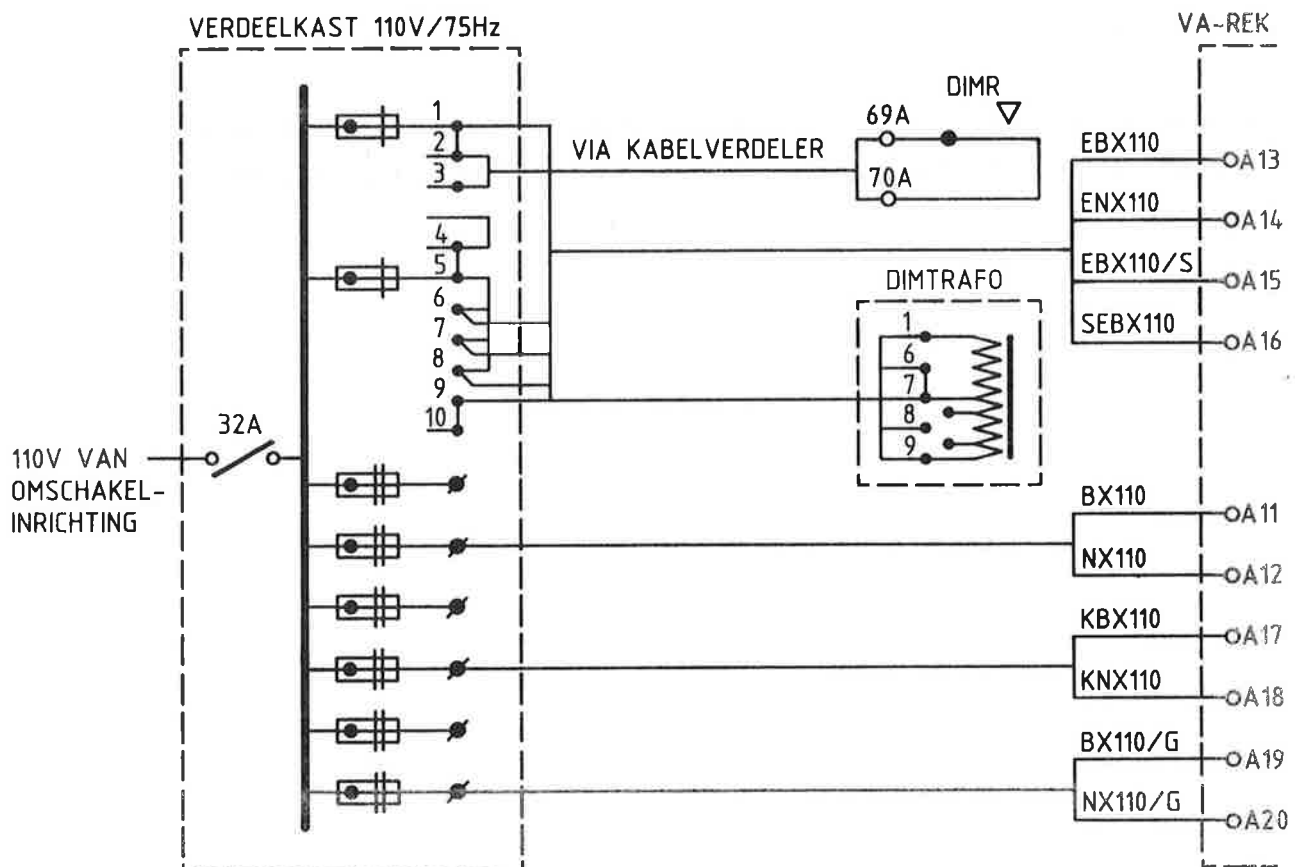 VERDEELKAST 110V/75Hz
VA-REK
DIMR
69A
70A
VIA KABELVERDELER
1
2
3
4
5
6
7
8
9
10
EBX110
A13
ENX110
A14
EBX110/S
A15
SEBX110
A16
DIMTRAFO
1
6
7
8
9
32A
110V VAN
OMSCHAKEL-
INRICHTING
BX110
A11
NX110
A12
KBX110
A17
KNX110
A18
BX110/G
A19
NX110/G
A20